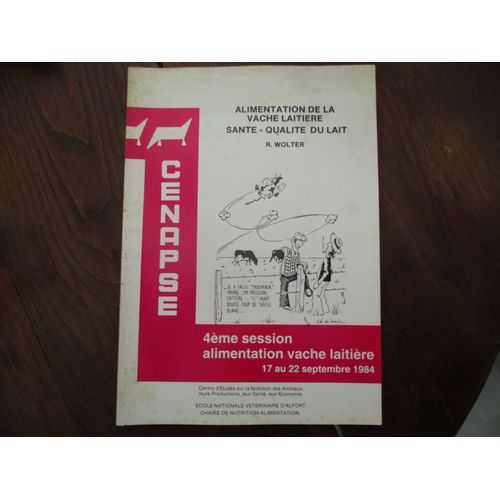 ALIMENTATION DE LA
VACHE LAITIERE
SANTE - QUALITE DU LAIT
R. WOLTER
CENAPSE
4ème session
alimentation vache laitière
17 au 22 septembre 1984
Centre d'Etudes sur la Nutrition des Animaux,
leurs Productions, leur Santé, leur Economie.
ECOLE NATIONALE VETERINAIRE D'ALFORT
CHAIRE DE NUTRITION-ALIMENTATION